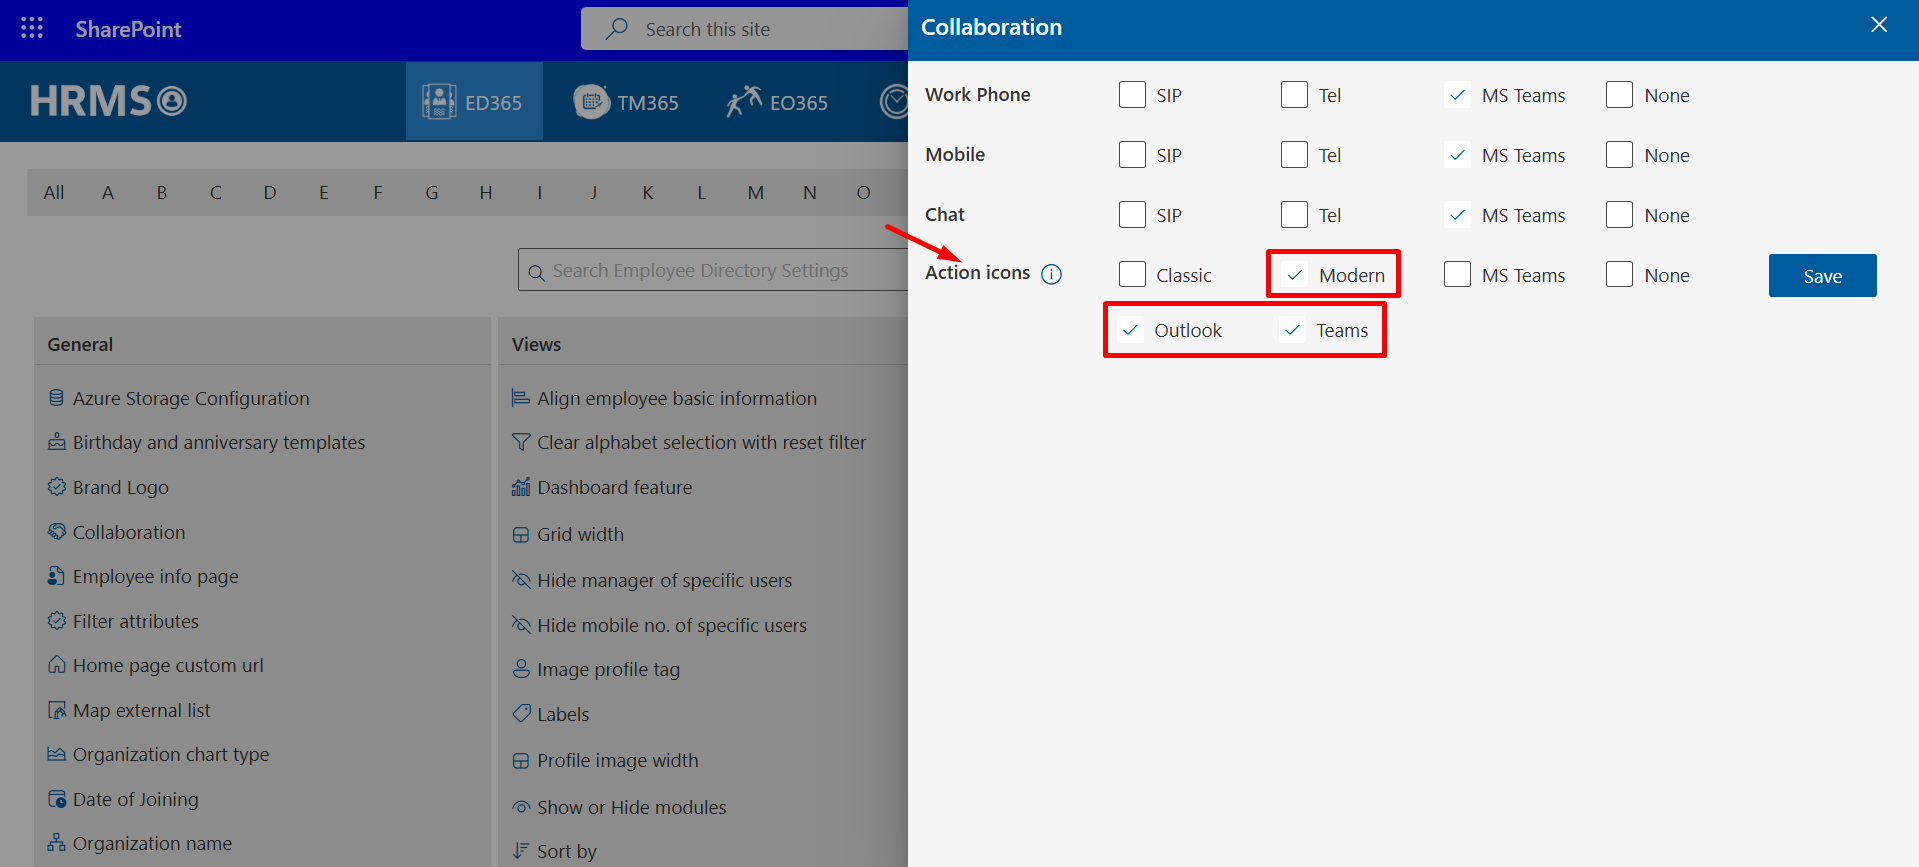 SharePoint
Search this site
Collaboration
HRMS
ED365
TM365
EO365
Work Phone
SIP
Tel
MS Teams
None
Mobile
SIP
Tel
MS Teams
None
All A B C D E F G H I J K L M N O
Chat
SIP
Tel
MS Teams
None
Search Employee Directory Settings
Action icons
Classic
Modern
MS Teams
None
Save
Outlook
Teams
General
Azure Storage Configuration
Birthday and anniversary templates
Brand Logo
Collaboration
Employee info page
Filter attributes
Home page custom url
Map external list
Organization chart type
Date of Joining
Organization name
Views
Align employee basic information
Clear alphabet selection with reset filter
Dashboard feature
Grid width
Hide manager of specific users
Hide mobile no. of specific users
Image profile tag
Labels
Profile image width
Show or Hide modules
Sort by